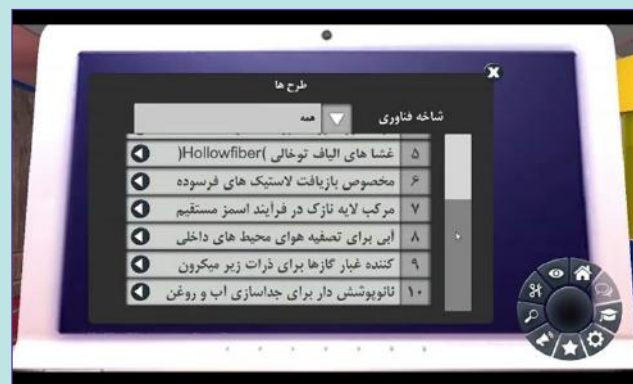 طرح ها
شاخه فناوری
همه
۵ غشا های الیاف توخالی )Hollowfiber(
۶ مخصوص بازیافت لاستیک های فرسوده
۷ مرکب لایه نازک در فرآیند اسمز مستقیم
۸ آبی برای تصفیه هوای محیط های داخلی
۹ کننده غبار گازها برای ذرات زیر میکرون
۱۰ نانوپوشش دار برای جداسازی آب و روغن